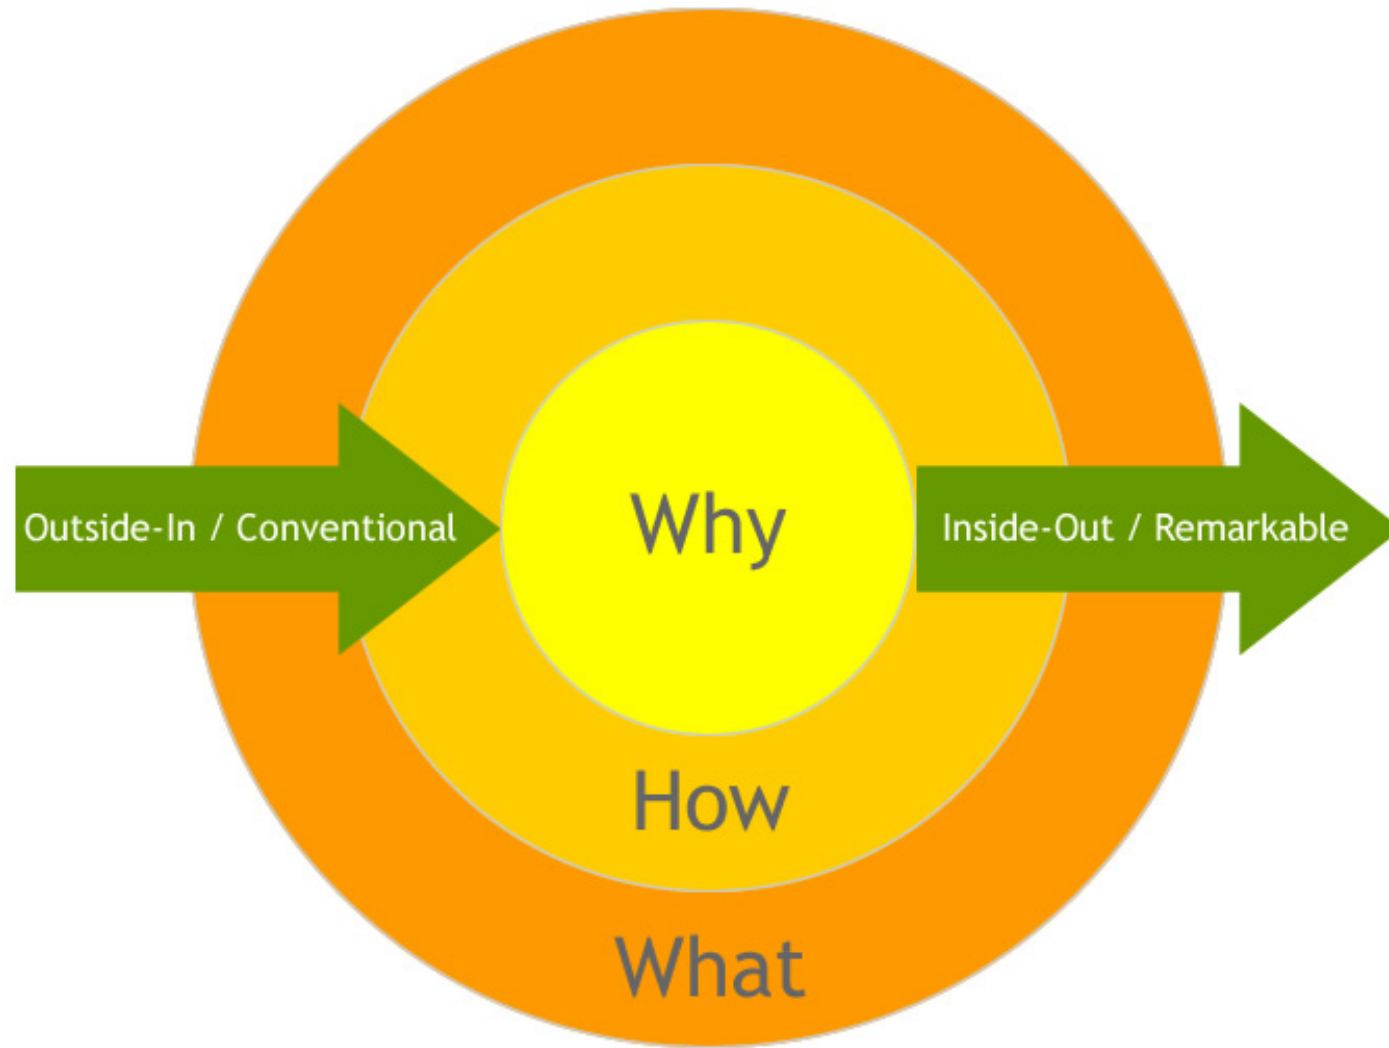 Outside-In / Conventional
Why
Inside-Out / Remarkable
How
What